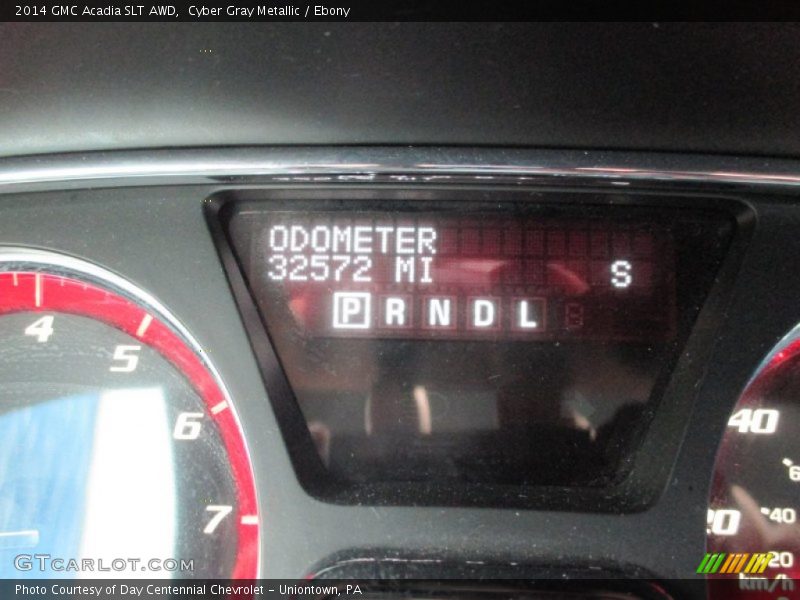 2014 GMC Acadia SLT AWD,  Cyber Gray Metallic / Ebony
ODOMETER
32572 MI
S
P R N D L
4
5
6
7
40
20
40
20
km/h
GTCARLOT.COM
Photo Courtesy of Day Centennial Chevrolet – Uniontown, PA